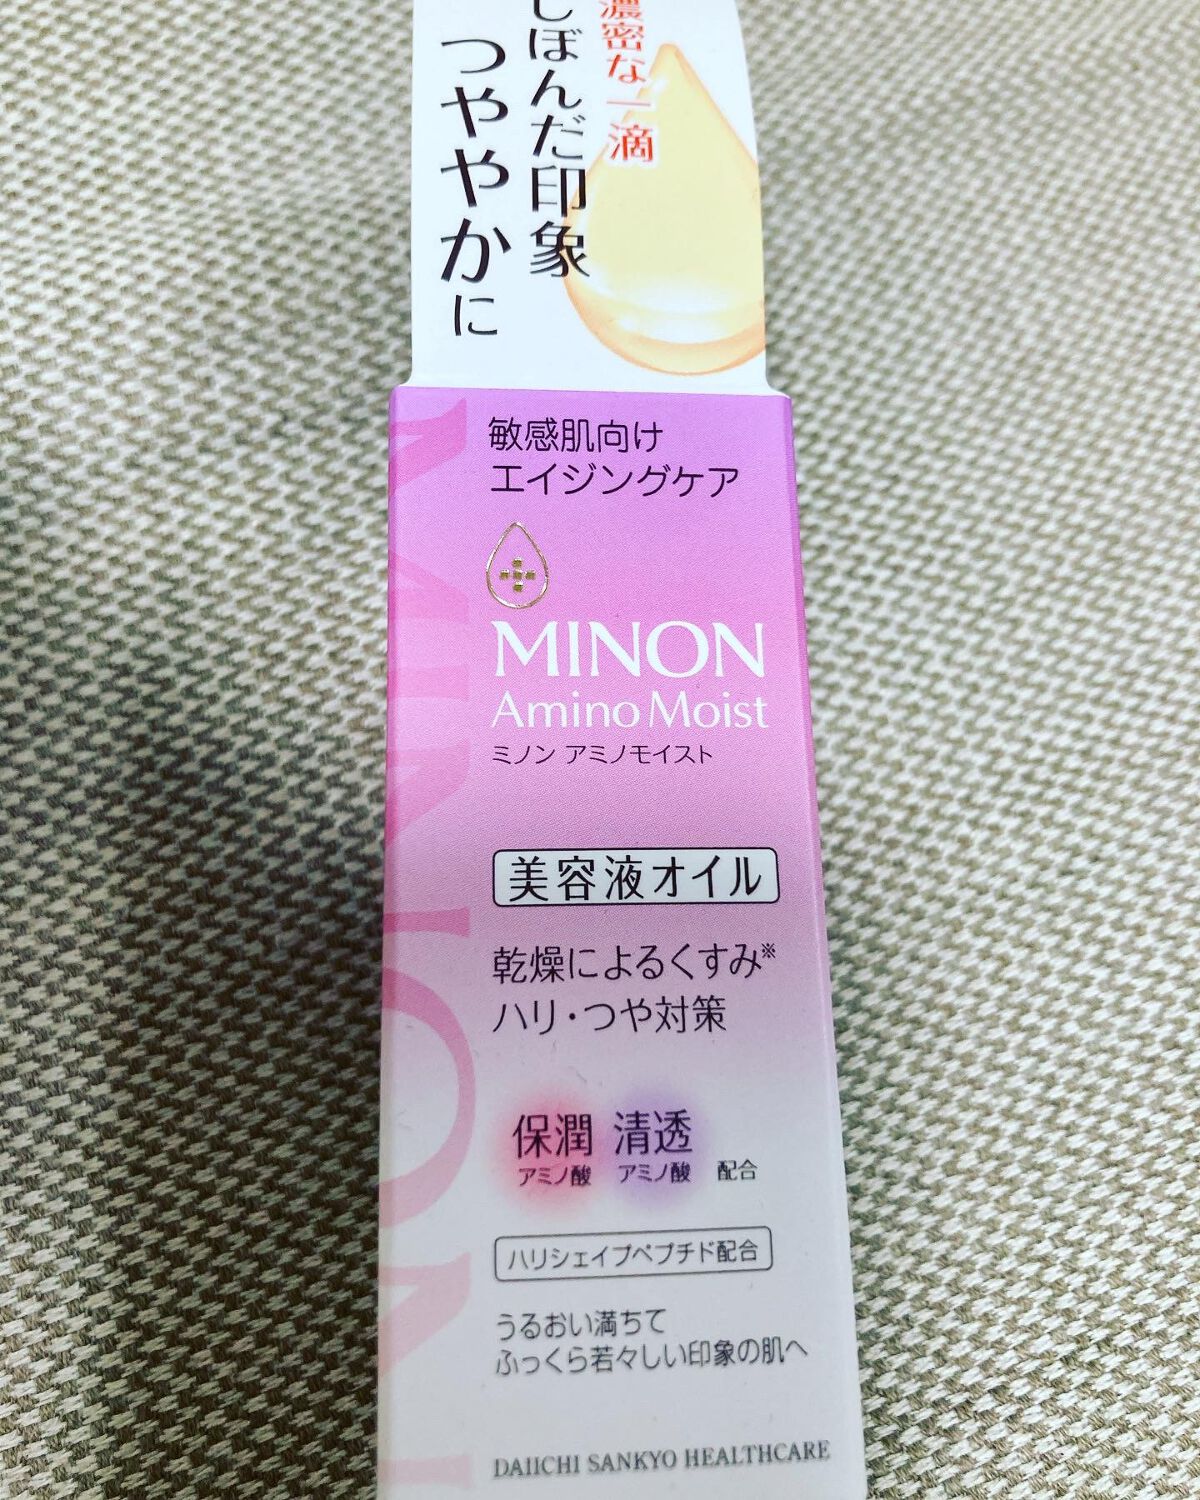 濃密な一滴
しぼんだ印象
つややかに
敏感肌向け
エイジングケア
MINON
Amino Moist
ミノン アミノモイスト
美容液オイル
乾燥によるくすみ※
ハリ・つや対策
保潤 清透
アミノ酸 アミノ酸 配合
ハリシェイプペプチド配合
うるおい満ちて
ふっくら若々しい印象の肌へ
DAIICHI SANKYO HEALTHCARE
MINON